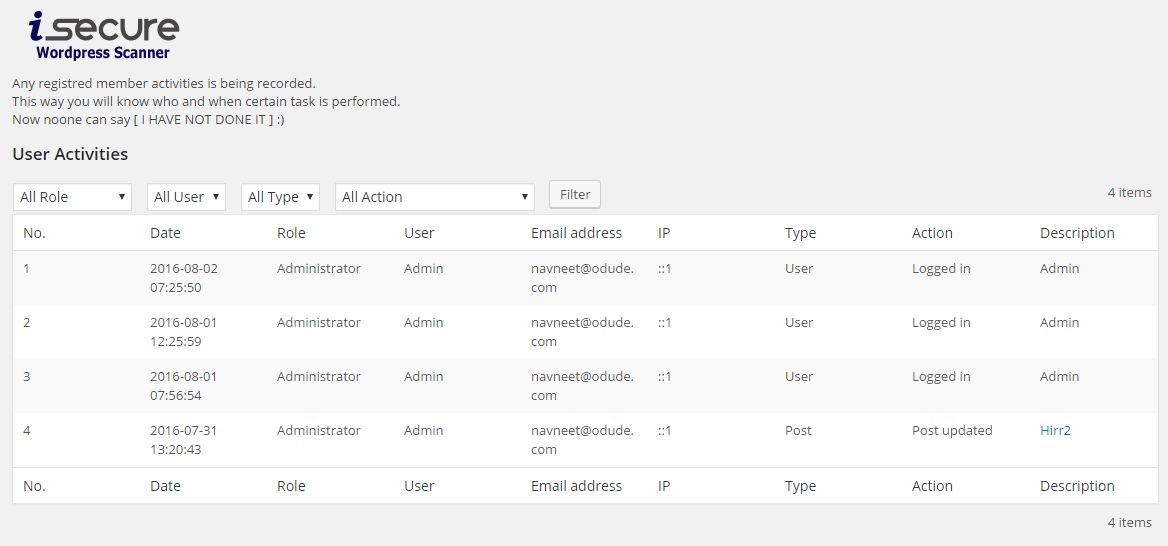 iSecure
Wordpress Scanner
Any registred member activities is being recorded.
This way you will know who and when certain task is performed.
Now noone can say [ I HAVE NOT DONE IT ] :)
User Activities
All Role All User All Type All Action Filter 4 items
No. Date Role User Email address IP Type Action Description
1 2016-08-02 Administrator Admin navneet@odude. ::1 User Logged in Admin
07:25:50 com
2 2016-08-01 Administrator Admin navneet@odude. ::1 User Logged in Admin
12:25:59 com
3 2016-08-01 Administrator Admin navneet@odude. ::1 User Logged in Admin
07:56:54 com
4 2016-07-31 Administrator Admin navneet@odude. ::1 Post Post updated Hirr2
13:20:43 com
No. Date Role User Email address IP Type Action Description
4 items